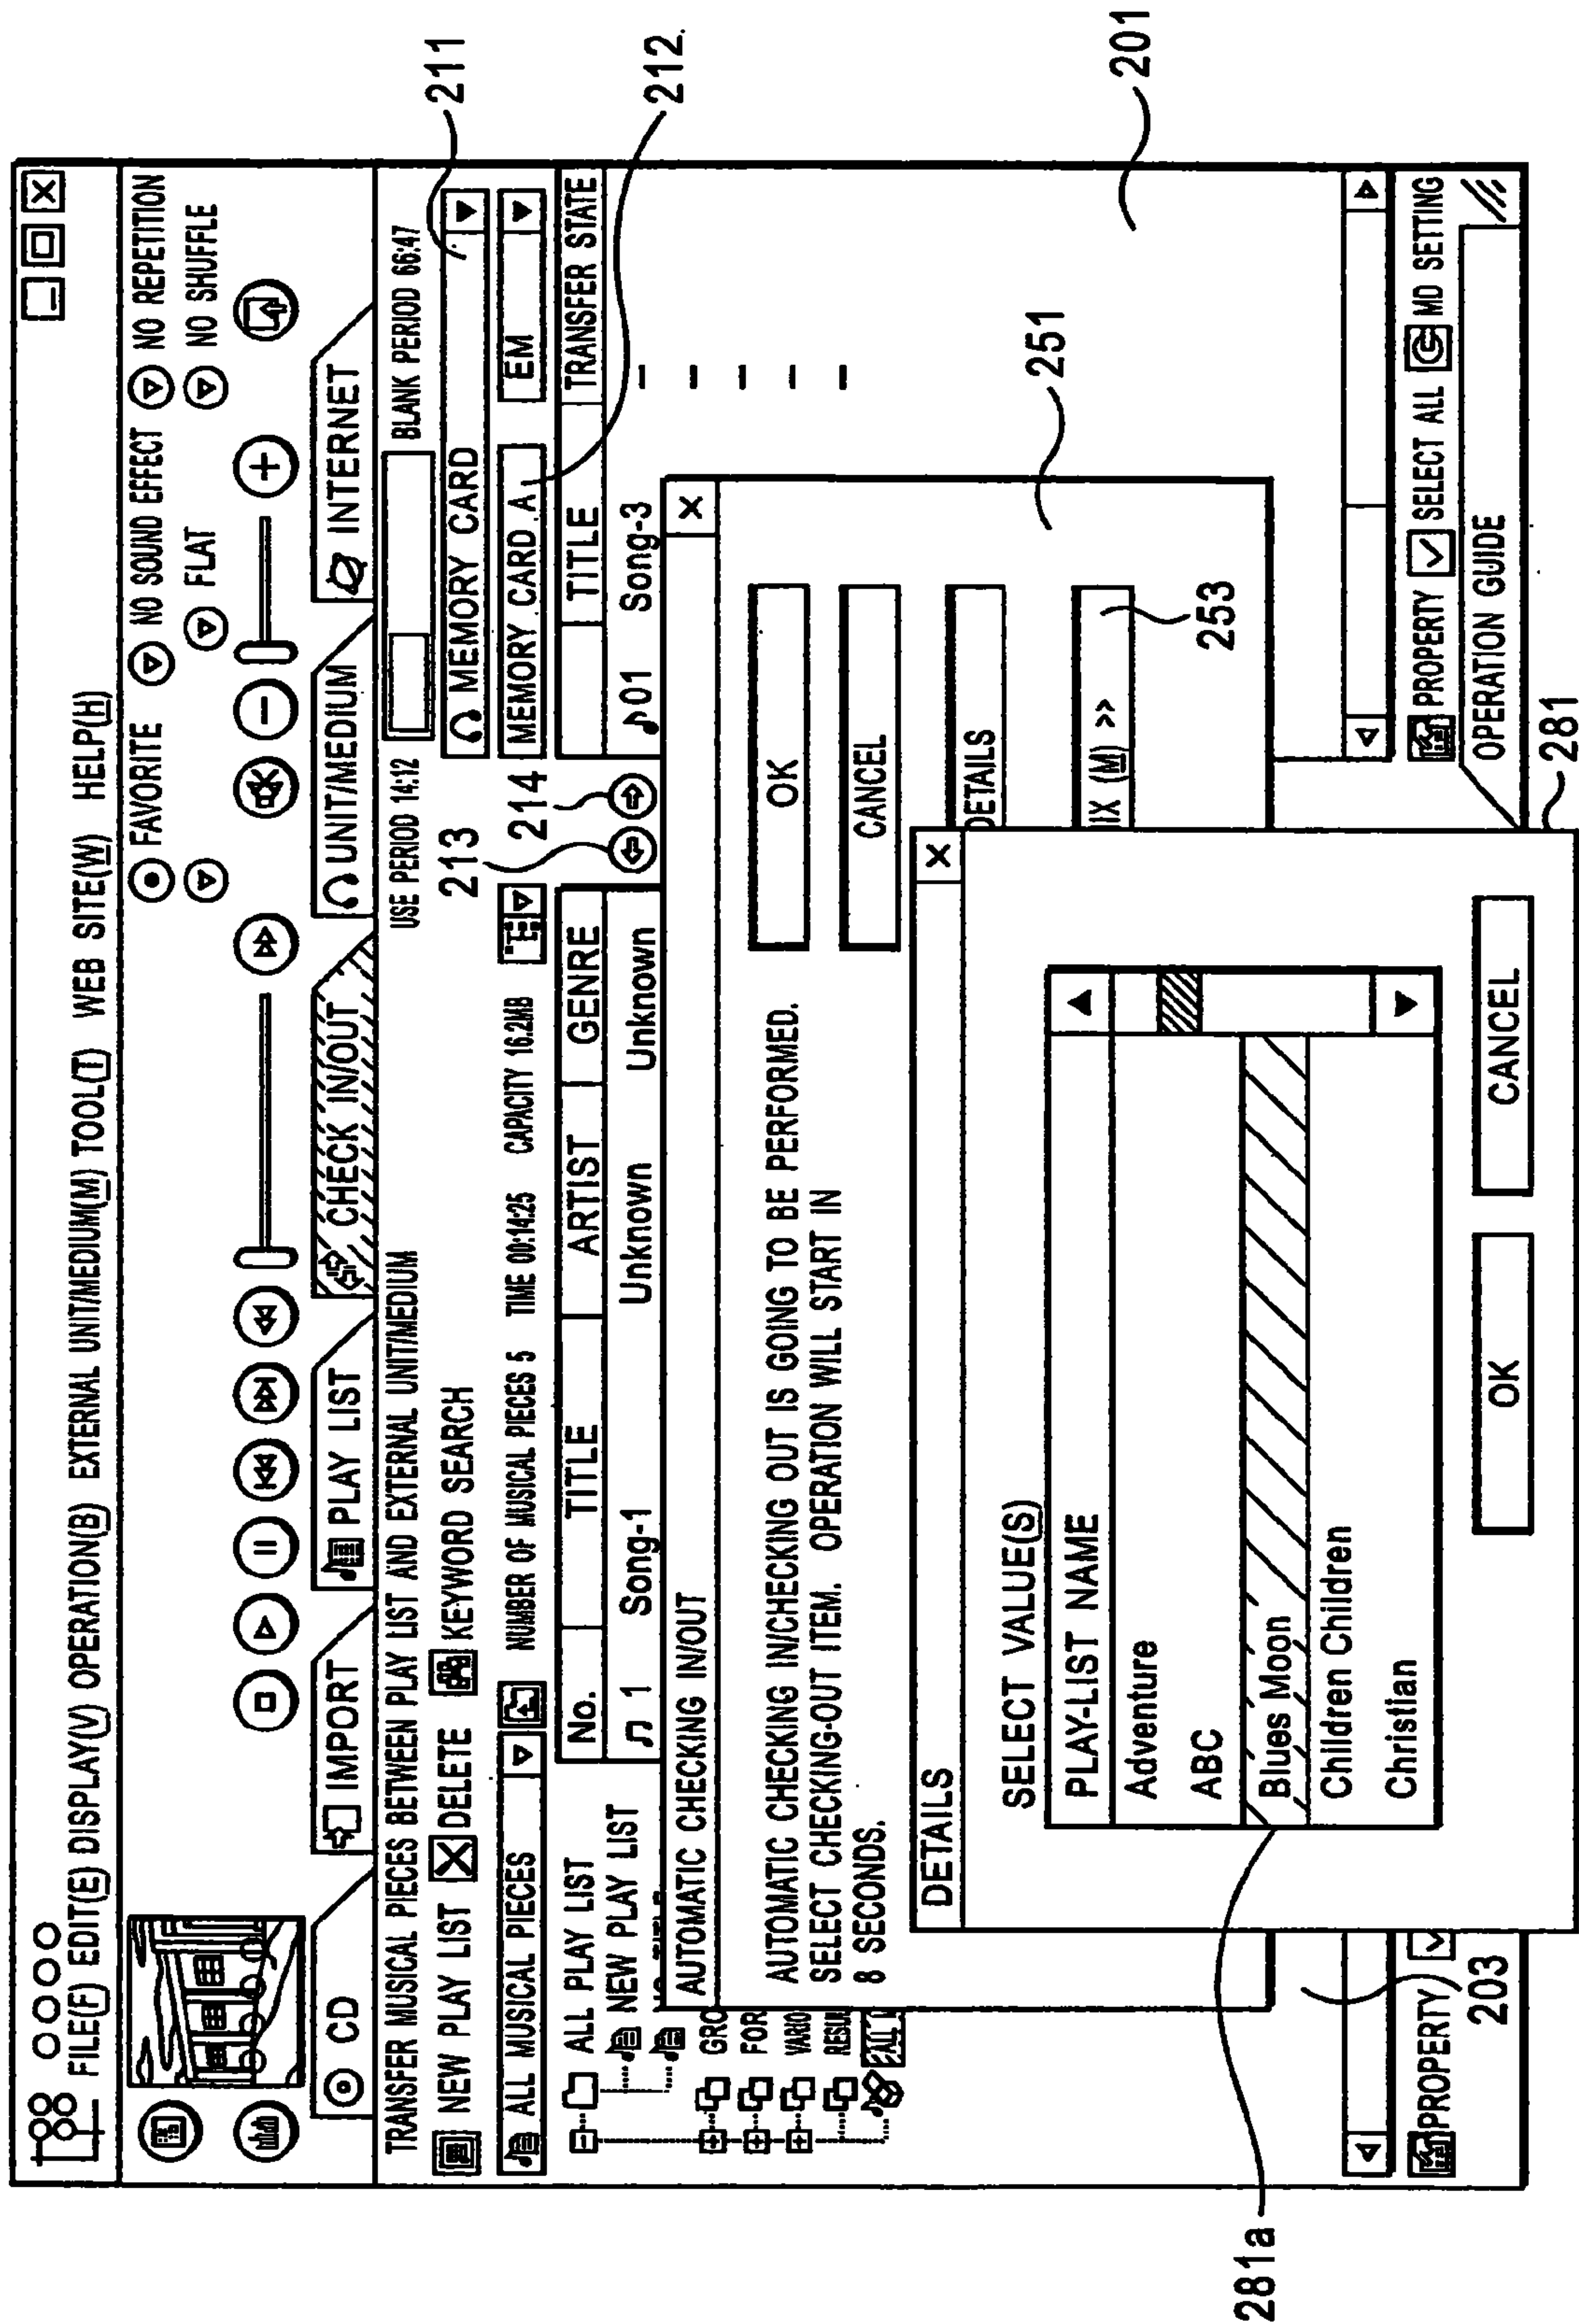 FILE(F) EDIT(E) DISPLAY(V) OPERATION(B) EXTERNAL UNIT/MEDIUM(M) TOOL(T) WEB SITE(W) HELP(H)
FAVORITE NO SOUND EFFECT NO REPETITION
FLAT NO SHUFFLE
CD IMPORT PLAY LIST CHECK IN/OUT UNIT/MEDIUM INTERNET
TRANSFER MUSICAL PIECES BETWEEN PLAY LIST AND EXTERNAL UNIT/MEDIUM
USE PERIOD 14:12 BLANK PERIOD 66:47
NEW PLAY LIST DELETE KEYWORD SEARCH
MEMORY CARD
211
213
ALL MUSICAL PIECES NUMBER OF MUSICAL PIECES 5 TIME 00:14:25 CAPACITY 16.2MB
214
MEMORY CARD A EM
212.
No. TITLE ARTIST GENRE
TITLE TRANSFER STATE
1 Song-1 Unknown Unknown
01 Song-3 –
–
–
–
–
ALL PLAY LIST
NEW PLAY LIST
GRO
FOR
VARIO
RESU
AUTOMATIC CHECKING IN/OUT X
AUTOMATIC CHECKING IN/CHECKING OUT IS GOING TO BE PERFORMED.
SELECT CHECKING-OUT ITEM. OPERATION WILL START IN
8 SECONDS.
OK
CANCEL
DETAILS
IX (M) >>
253
251
201
DETAILS X
SELECT VALUE(S)
PLAY-LIST NAME
Adventure
ABC
Blues Moon
Children Children
Christian
OK CANCEL
281a
281
203
PROPERTY
PROPERTY SELECT ALL MD SETTING
OPERATION GUIDE